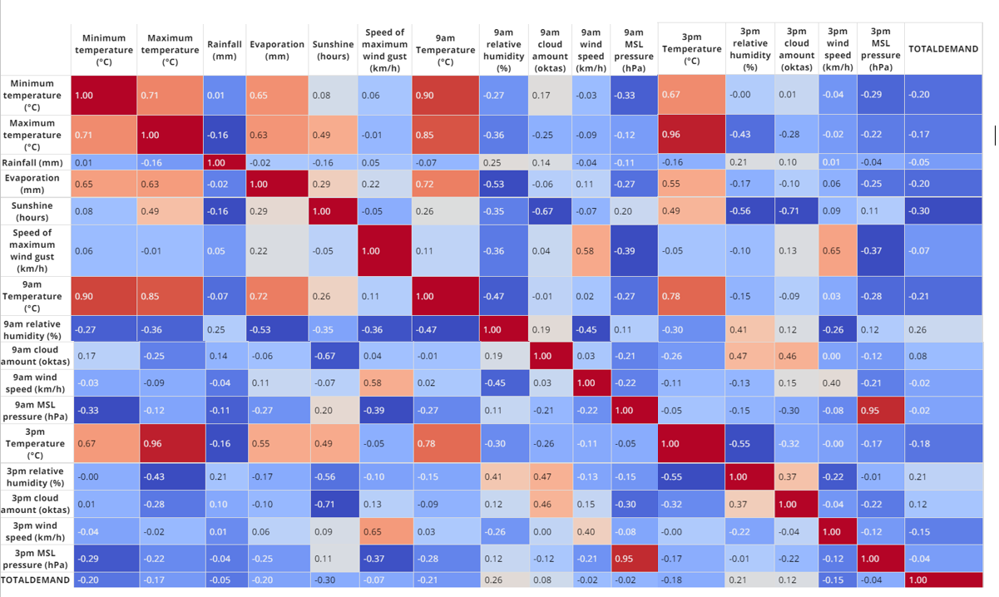 Minimum temperature (°C) Maximum temperature (°C) Rainfall (mm) Evaporation (mm) Sunshine (hours) Speed of maximum wind gust (km/h) 9am Temperature (°C) 9am relative humidity (%) 9am cloud amount (oktas) 9am wind speed (km/h) 9am MSL pressure (hPa) 3pm Temperature (°C) 3pm relative humidity (%) 3pm cloud amount (oktas) 3pm wind speed (km/h) 3pm MSL pressure (hPa) TOTALDEMAND
Minimum temperature (°C) 1.00 0.71 0.01 0.65 0.08 0.06 0.90 -0.27 0.17 -0.03 -0.33 0.67 -0.00 0.01 -0.04 -0.29 -0.20
Maximum temperature (°C) 0.71 1.00 -0.16 0.63 0.49 -0.01 0.85 -0.36 -0.25 -0.09 -0.12 0.96 -0.43 -0.28 -0.02 -0.22 -0.17
Rainfall (mm) 0.01 -0.16 1.00 -0.02 -0.16 0.05 -0.07 0.25 0.14 -0.04 -0.11 -0.16 0.21 0.10 0.01 -0.04 -0.05
Evaporation (mm) 0.65 0.63 -0.02 1.00 0.29 0.22 0.72 -0.53 -0.06 0.11 -0.27 0.55 -0.17 -0.10 0.06 -0.25 -0.20
Sunshine (hours) 0.08 0.49 -0.16 0.29 1.00 -0.05 0.26 -0.35 -0.67 -0.07 0.20 0.49 -0.56 -0.71 0.09 0.11 -0.30
Speed of maximum wind gust (km/h) 0.06 -0.01 0.05 0.22 -0.05 1.00 0.11 -0.36 0.04 0.58 -0.39 -0.05 -0.10 0.13 0.65 -0.37 -0.07
9am Temperature (°C) 0.90 0.85 -0.07 0.72 0.26 0.11 1.00 -0.47 -0.01 0.02 -0.27 0.78 -0.15 -0.09 0.03 -0.28 -0.21
9am relative humidity (%) -0.27 -0.36 0.25 -0.53 -0.35 -0.36 -0.47 1.00 0.19 -0.45 0.11 -0.30 0.41 0.12 -0.26 0.12 0.26
9am cloud amount (oktas) 0.17 -0.25 0.14 -0.06 -0.67 0.04 -0.01 0.19 1.00 0.03 -0.21 -0.26 0.47 0.46 0.00 -0.12 0.08
9am wind speed (km/h) -0.03 -0.09 -0.04 0.11 -0.07 0.58 0.02 -0.45 0.03 1.00 -0.22 -0.11 -0.13 0.15 0.40 -0.21 -0.02
9am MSL pressure (hPa) -0.33 -0.12 -0.11 -0.27 0.20 -0.39 -0.27 0.11 -0.21 -0.22 1.00 -0.05 -0.15 -0.30 -0.08 0.95 -0.02
3pm Temperature (°C) 0.67 0.96 -0.16 0.55 0.49 -0.05 0.78 -0.30 -0.26 -0.11 -0.05 1.00 -0.55 -0.32 -0.00 -0.17 -0.18
3pm relative humidity (%) -0.00 -0.43 0.21 -0.17 -0.56 -0.10 -0.15 0.41 0.47 -0.13 -0.15 -0.55 1.00 0.37 -0.22 -0.01 0.21
3pm cloud amount (oktas) 0.01 -0.28 0.10 -0.10 -0.71 0.13 -0.09 0.12 0.46 0.15 -0.30 -0.32 0.37 1.00 -0.04 -0.22 0.12
3pm wind speed (km/h) -0.04 -0.02 0.01 0.06 0.09 0.65 0.03 -0.26 0.00 0.40 -0.08 -0.00 -0.22 -0.04 1.00 -0.12 -0.15
3pm MSL pressure (hPa) -0.29 -0.22 -0.04 -0.25 0.11 -0.37 -0.28 0.12 -0.12 -0.21 0.95 -0.17 -0.01 -0.22 -0.12 1.00 -0.04
TOTALDEMAND -0.20 -0.17 -0.05 -0.20 -0.30 -0.07 -0.21 0.26 0.08 -0.02 -0.02 -0.18 0.21 0.12 -0.15 -0.04 1.00